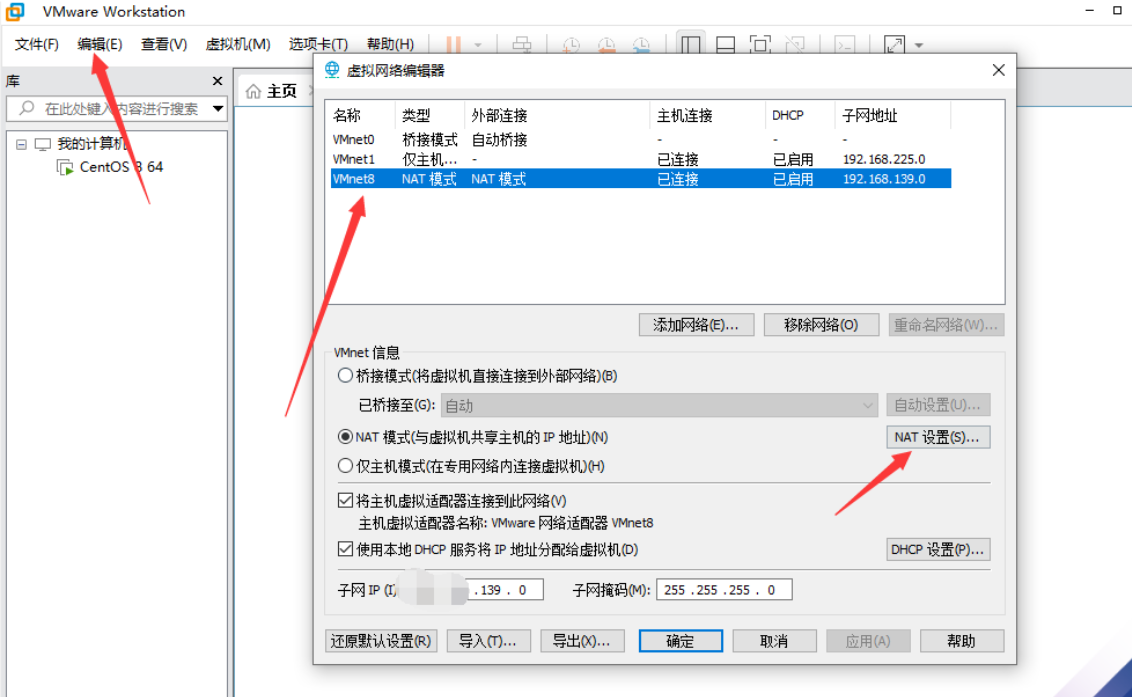 VMware Workstation
文件(F) 编辑(E) 查看(V) 虚拟机(M) 选项卡(T) 帮助(H)
库
在此处键入内容进行搜索
我的计算机
CentOS 8 64
主页
虚拟网络编辑器
名称 类型 外部连接 主机连接 DHCP 子网地址
VMnet0 桥接模式 自动桥接 - - -
VMnet1 仅主机... - 已连接 已启用 192.168.225.0
VMnet8 NAT 模式 NAT 模式 已连接 已启用 192.168.139.0
添加网络(E)... 移除网络(O) 重命名网络(W)...
VMnet 信息
桥接模式(将虚拟机直接连接到外部网络)(B)
已桥接至(G): 自动 自动设置(U)...
NAT 模式(与虚拟机共享主机的 IP 地址)(N) NAT 设置(S)...
仅主机模式(在专用网络内连接虚拟机)(H)
将主机虚拟适配器连接到此网络(V)
主机虚拟适配器名称: VMware 网络适配器 VMnet8
使用本地 DHCP 服务将 IP 地址分配给虚拟机(D) DHCP 设置(P)...
子网 IP (I) .139 . 0 子网掩码(M): 255 .255 .255 . 0
还原默认设置(R) 导入(T)... 导出(X)... 确定 取消 应用(A) 帮助